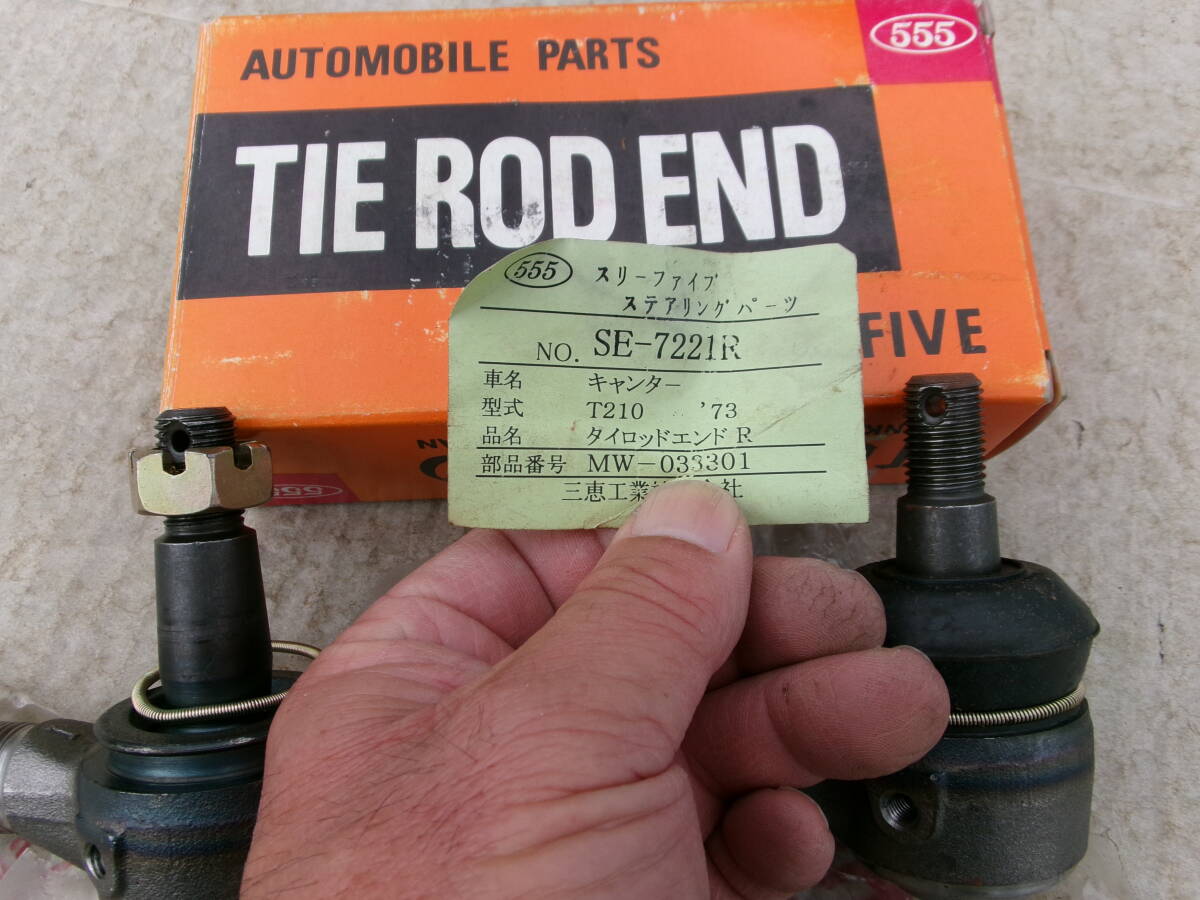 AUTOMOBILE PARTS
555
TIE ROD END
FIVE
555
スリーファイブ
ステアリングパーツ
NO. SE-7221R
車名 キャンター
型式 T210 '73
品名 タイロッドエンド R
部品番号 MW-033301
三恵工業 社
555